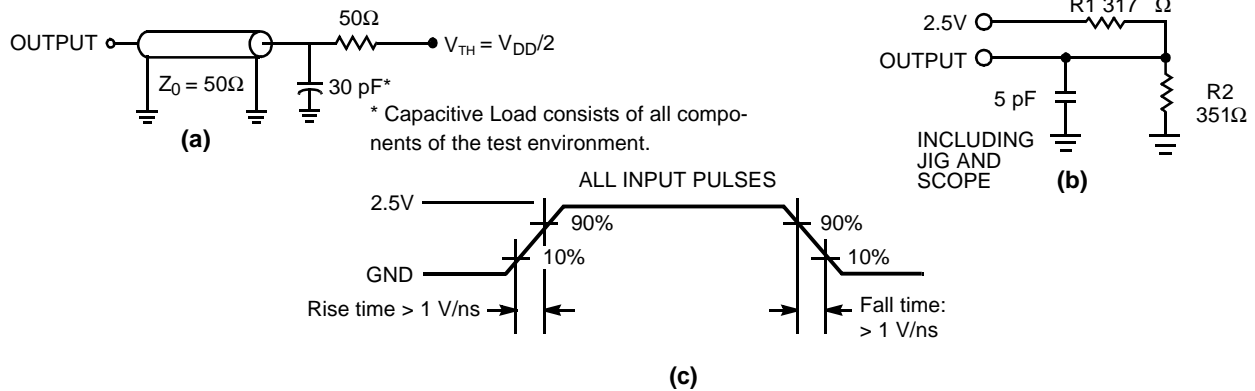 OUTPUT
Z0 = 50Ω
50Ω
VTH = VDD/2
30 pF*
* Capacitive Load consists of all compo-
nents of the test environment.
(a)
R1 317 Ω
2.5V
OUTPUT
5 pF
R2
351Ω
INCLUDING
JIG AND
SCOPE
(b)
ALL INPUT PULSES
2.5V
90%
10%
GND
90%
10%
Rise time > 1 V/ns
Fall time:
> 1 V/ns
(c)